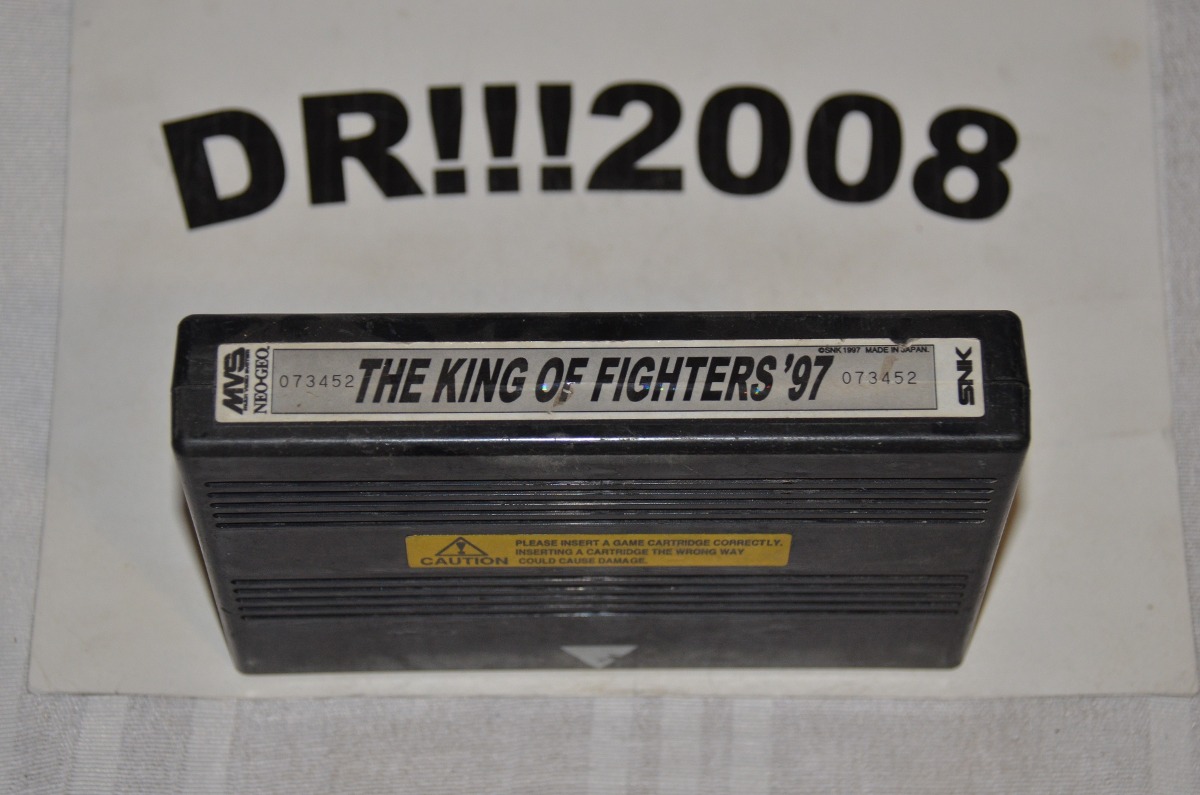 DR!!!2008
MVS
NEO•GEO
073452
THE KING OF FIGHTERS '97
©SNK 1997 MADE IN JAPAN.
073452
SNK
CAUTION
PLEASE INSERT A GAME CARTRIDGE CORRECTLY.
INSERTING A CARTRIDGE THE WRONG WAY
COULD CAUSE DAMAGE.